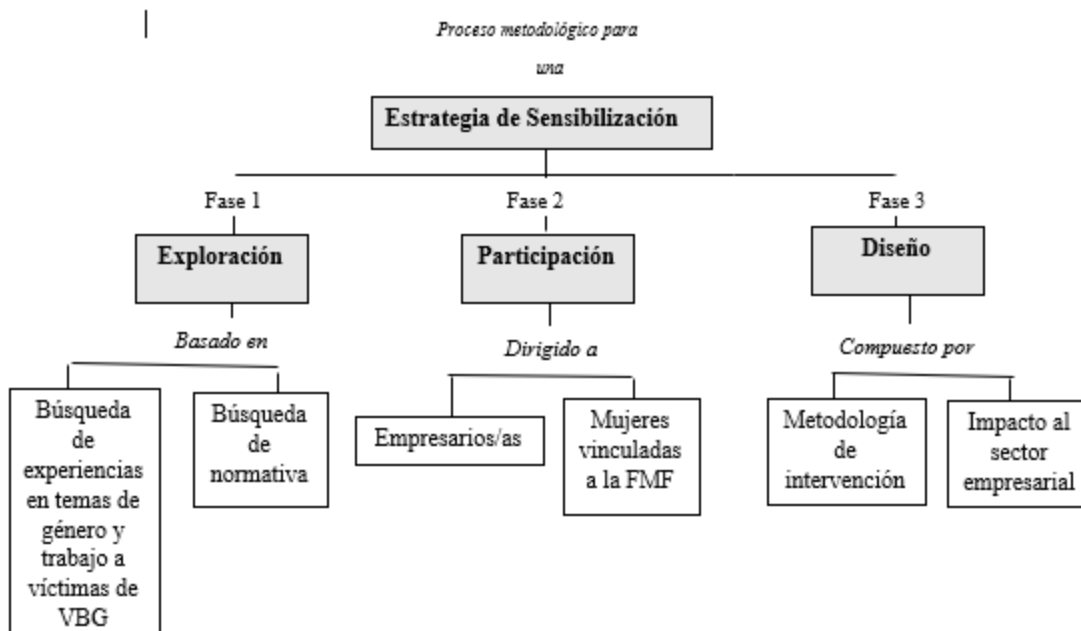 Proceso metodológico para
una
Estrategia de Sensibilización
Fase 1
Fase 2
Fase 3
Exploración
Participación
Diseño
Basado en
Dirigido a
Compuesto por
Búsqueda
de
experiencias
en temas de
género y
trabajo a
víctimas de
VBG
Búsqueda
de
normativa
Empresarios/as
Mujeres
vinculadas
a la FMF
Metodología
de
intervención
Impacto al
sector
empresarial